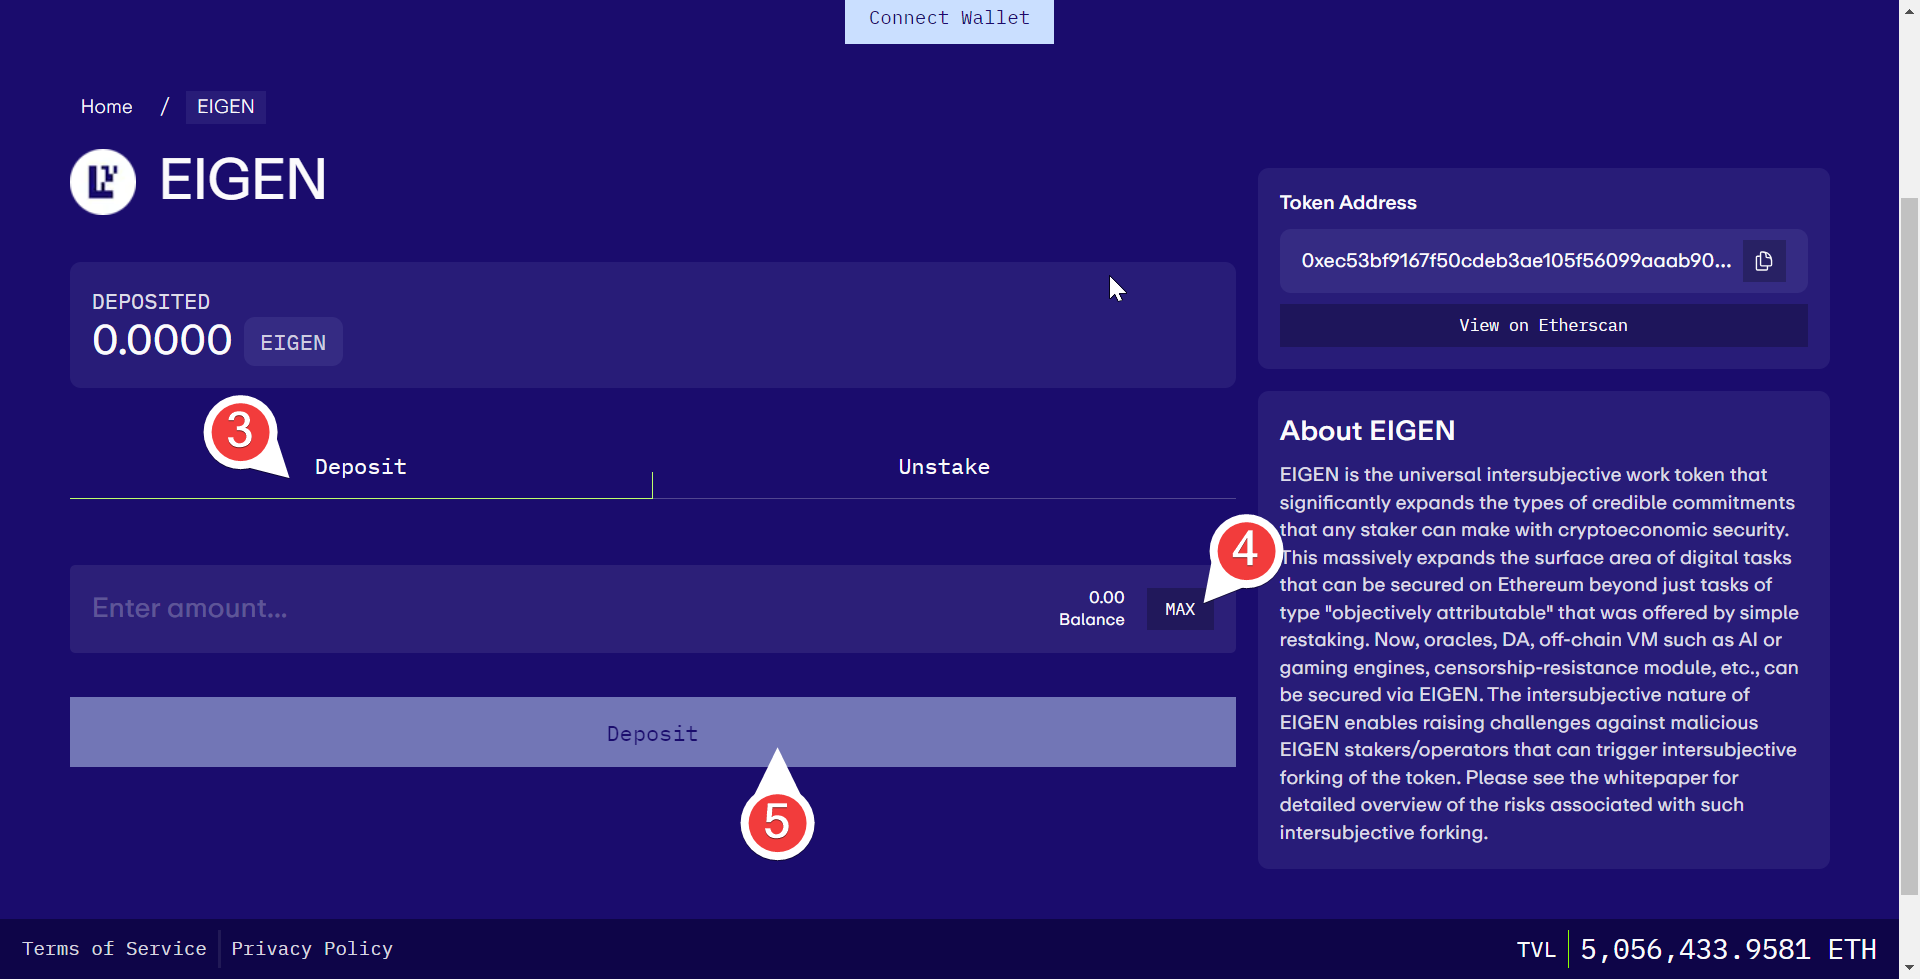 Connect Wallet
Home / EIGEN
EIGEN
DEPOSITED
0.0000 EIGEN
3
Deposit
Unstake
4
Enter amount...
0.00
Balance
MAX
Deposit
5
Token Address
0xec53bf9167f50cdeb3ae105f56099aaab90...
View on Etherscan
About EIGEN
EIGEN is the universal intersubjective work token that
significantly expands the types of credible commitments
that any staker can make with cryptoeconomic security.
This massively expands the surface area of digital tasks
that can be secured on Ethereum beyond just tasks of
type "objectively attributable" that was offered by simple
restaking. Now, oracles, DA, off-chain VM such as AI or
gaming engines, censorship-resistance module, etc., can
be secured via EIGEN. The intersubjective nature of
EIGEN enables raising challenges against malicious
EIGEN stakers/operators that can trigger intersubjective
forking of the token. Please see the whitepaper for
detailed overview of the risks associated with such
intersubjective forking.
Terms of Service
Privacy Policy
TVL
5,056,433.9581 ETH